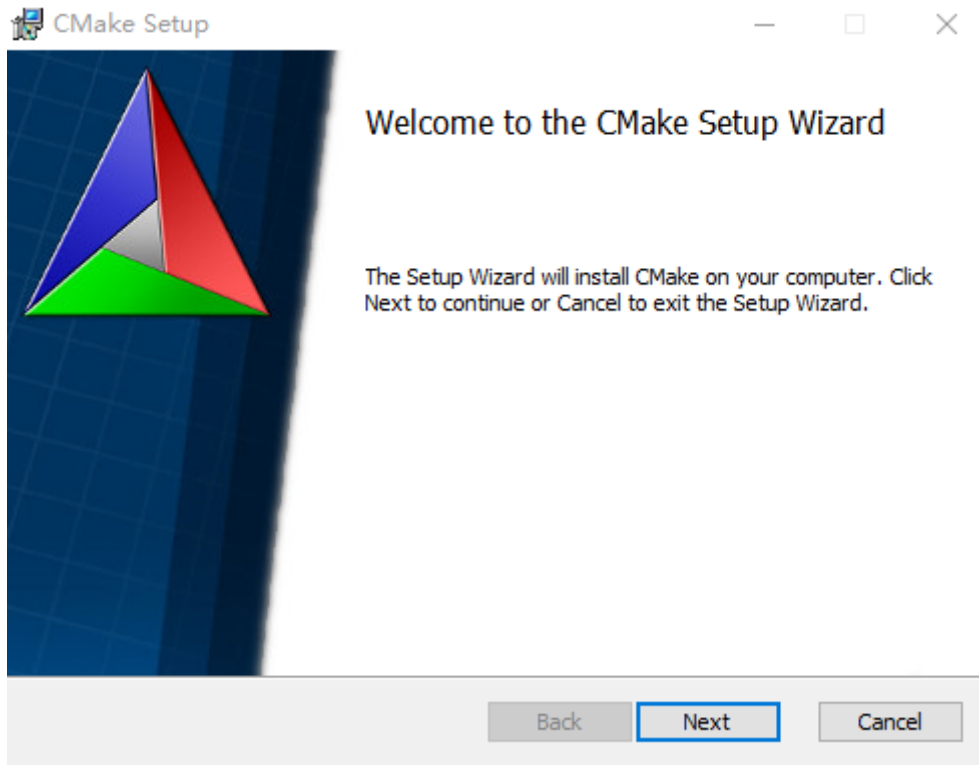 CMake Setup
Welcome to the CMake Setup Wizard
The Setup Wizard will install CMake on your computer. Click
Next to continue or Cancel to exit the Setup Wizard.
Back Next Cancel